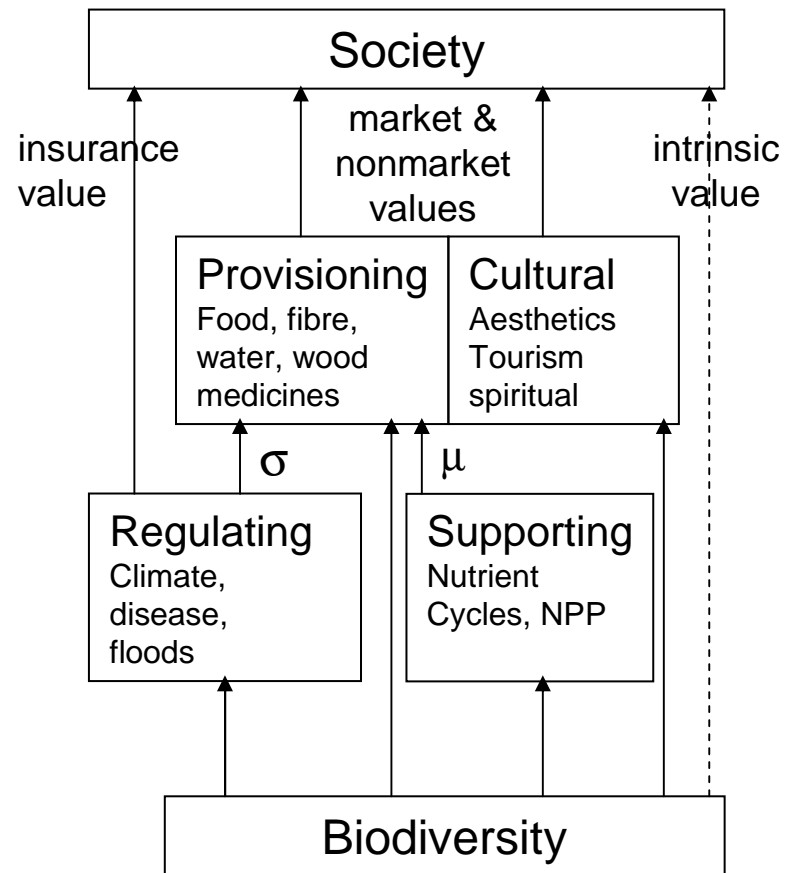 Society
insurance
value
market &
nonmarket
values
intrinsic
value
Provisioning
Food, fibre,
water, wood
medicines
Cultural
Aesthetics
Tourism
spiritual
σ
μ
Regulating
Climate,
disease,
floods
Supporting
Nutrient
Cycles, NPP
Biodiversity